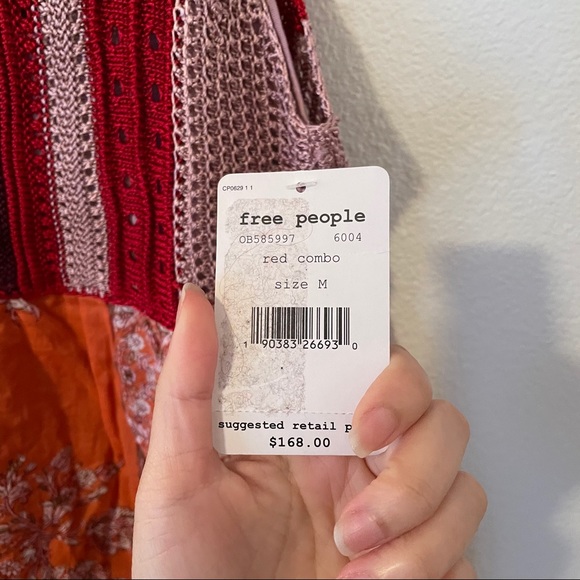 CP0629 1 1
free people
OB585997 6004
red combo
size M
1 90383 26693 0
suggested retail p
$168.00